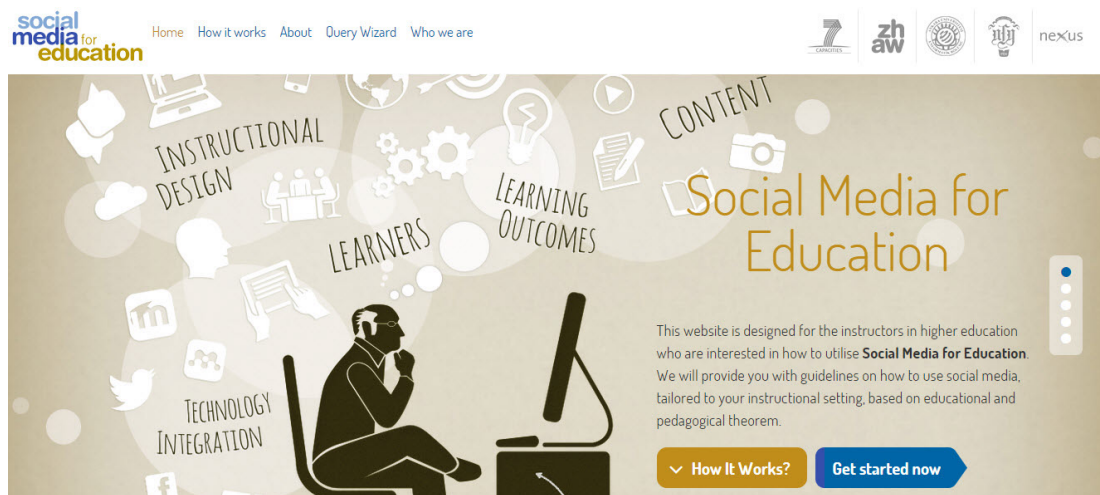 social
media for
education
Home How it works About Query Wizard Who we are
7
CAPACITIES
zh
aw
nexus
INSTRUCTIONAL
DESIGN
CONTENT
LEARNERS
LEARNING
OUTCOMES
TECHNOLOGY
INTEGRATION
Social Media for
Education
This website is designed for the instructors in higher education
who are interested in how to utilise Social Media for Education.
We will provide you with guidelines on how to use social media,
tailored to your instructional setting, based on educational and
pedagogical theorem.
How It Works? Get started now